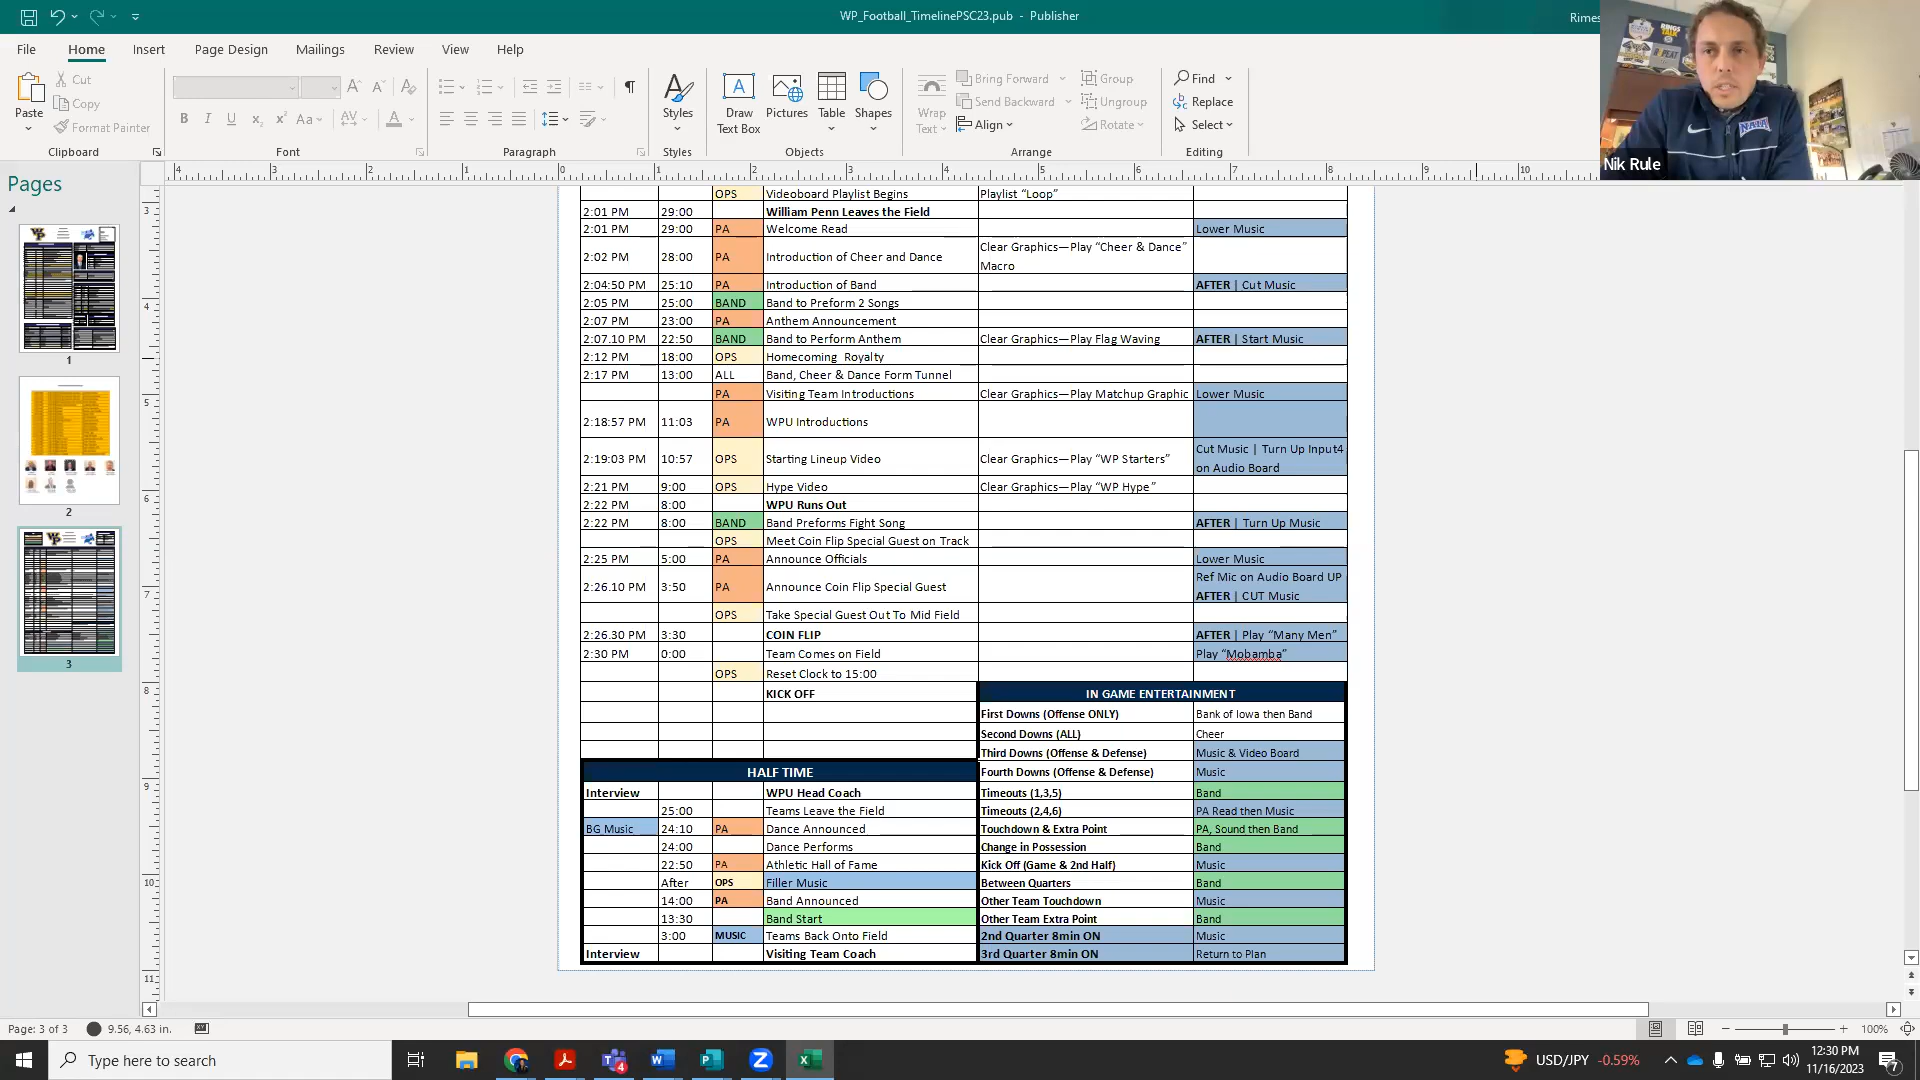 WP_Football_TimelinePSC23.pub - Publisher
Rimes
File Home Insert Page Design Mailings Review View Help
Paste
Cut
Copy
Format Painter
Clipboard
Font
Paragraph
Styles
Styles
Draw Text Box
Pictures
Table
Shapes
Objects
Wrap Text
Bring Forward
Send Backward
Align
Group
Ungroup
Rotate
Arrange
Find
Replace
Select
Editing
NAIA
Nik Rule
Pages
1
2
3
OPS Videoboard Playlist Begins Playlist “Loop”
2:01 PM 29:00 William Penn Leaves the Field
2:01 PM 29:00 PA Welcome Read Lower Music
2:02 PM 28:00 PA Introduction of Cheer and Dance Clear Graphics—Play “Cheer & Dance” Macro
2:04:50 PM 25:10 PA Introduction of Band AFTER | Cut Music
2:05 PM 25:00 BAND Band to Preform 2 Songs
2:07 PM 23:00 PA Anthem Announcement
2:07.10 PM 22:50 BAND Band to Perform Anthem Clear Graphics—Play Flag Waving AFTER | Start Music
2:12 PM 18:00 OPS Homecoming Royalty
2:17 PM 13:00 ALL Band, Cheer & Dance Form Tunnel
PA Visiting Team Introductions Clear Graphics—Play Matchup Graphic Lower Music
2:18:57 PM 11:03 PA WPU Introductions
2:19:03 PM 10:57 OPS Starting Lineup Video Clear Graphics—Play “WP Starters” Cut Music | Turn Up Input4 on Audio Board
2:21 PM 9:00 OPS Hype Video Clear Graphics—Play “WP Hype”
2:22 PM 8:00 WPU Runs Out
2:22 PM 8:00 BAND Band Preforms Fight Song AFTER | Turn Up Music
OPS Meet Coin Flip Special Guest on Track
2:25 PM 5:00 PA Announce Officials Lower Music
2:26.10 PM 3:50 PA Announce Coin Flip Special Guest Ref Mic on Audio Board UP AFTER | CUT Music
OPS Take Special Guest Out To Mid Field
2:26.30 PM 3:30 COIN FLIP AFTER | Play “Many Men”
2:30 PM 0:00 Team Comes on Field Play “Mobamba”
OPS Reset Clock to 15:00
KICK OFF
IN GAME ENTERTAINMENT
First Downs (Offense ONLY) Bank of Iowa then Band
Second Downs (ALL) Cheer
Third Downs (Offense & Defense) Music & Video Board
Fourth Downs (Offense & Defense) Music
Timeouts (1,3,5) Band
Timeouts (2,4,6) PA Read then Music
Touchdown & Extra Point PA, Sound then Band
Change in Possession Band
Kick Off (Game & 2nd Half) Music
Between Quarters Band
Other Team Touchdown Music
Other Team Extra Point Band
2nd Quarter 8min ON Music
3rd Quarter 8min ON Return to Plan
HALF TIME
Interview WPU Head Coach
25:00 Teams Leave the Field
BG Music 24:10 PA Dance Announced
24:00 Dance Performs
22:50 PA Athletic Hall of Fame
After OPS Filler Music
14:00 PA Band Announced
13:30 Band Start
3:00 MUSIC Teams Back Onto Field
Interview Visiting Team Coach
Page: 3 of 3 9.56, 4.63 in. 100%
Type here to search
USD/JPY -0.59%
12:30 PM
11/16/2023